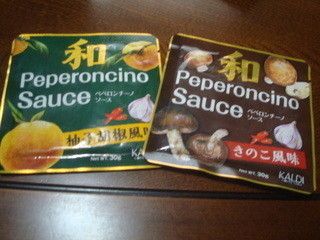 和
Peperoncino
Sauce
ペペロンチーノ
ソース
柚子胡椒風味
Net wt. 30g
和
Peperoncino
Sauce
ペペロンチーノ
ソース
きのこ風味
Net wt. 30g
KALDI